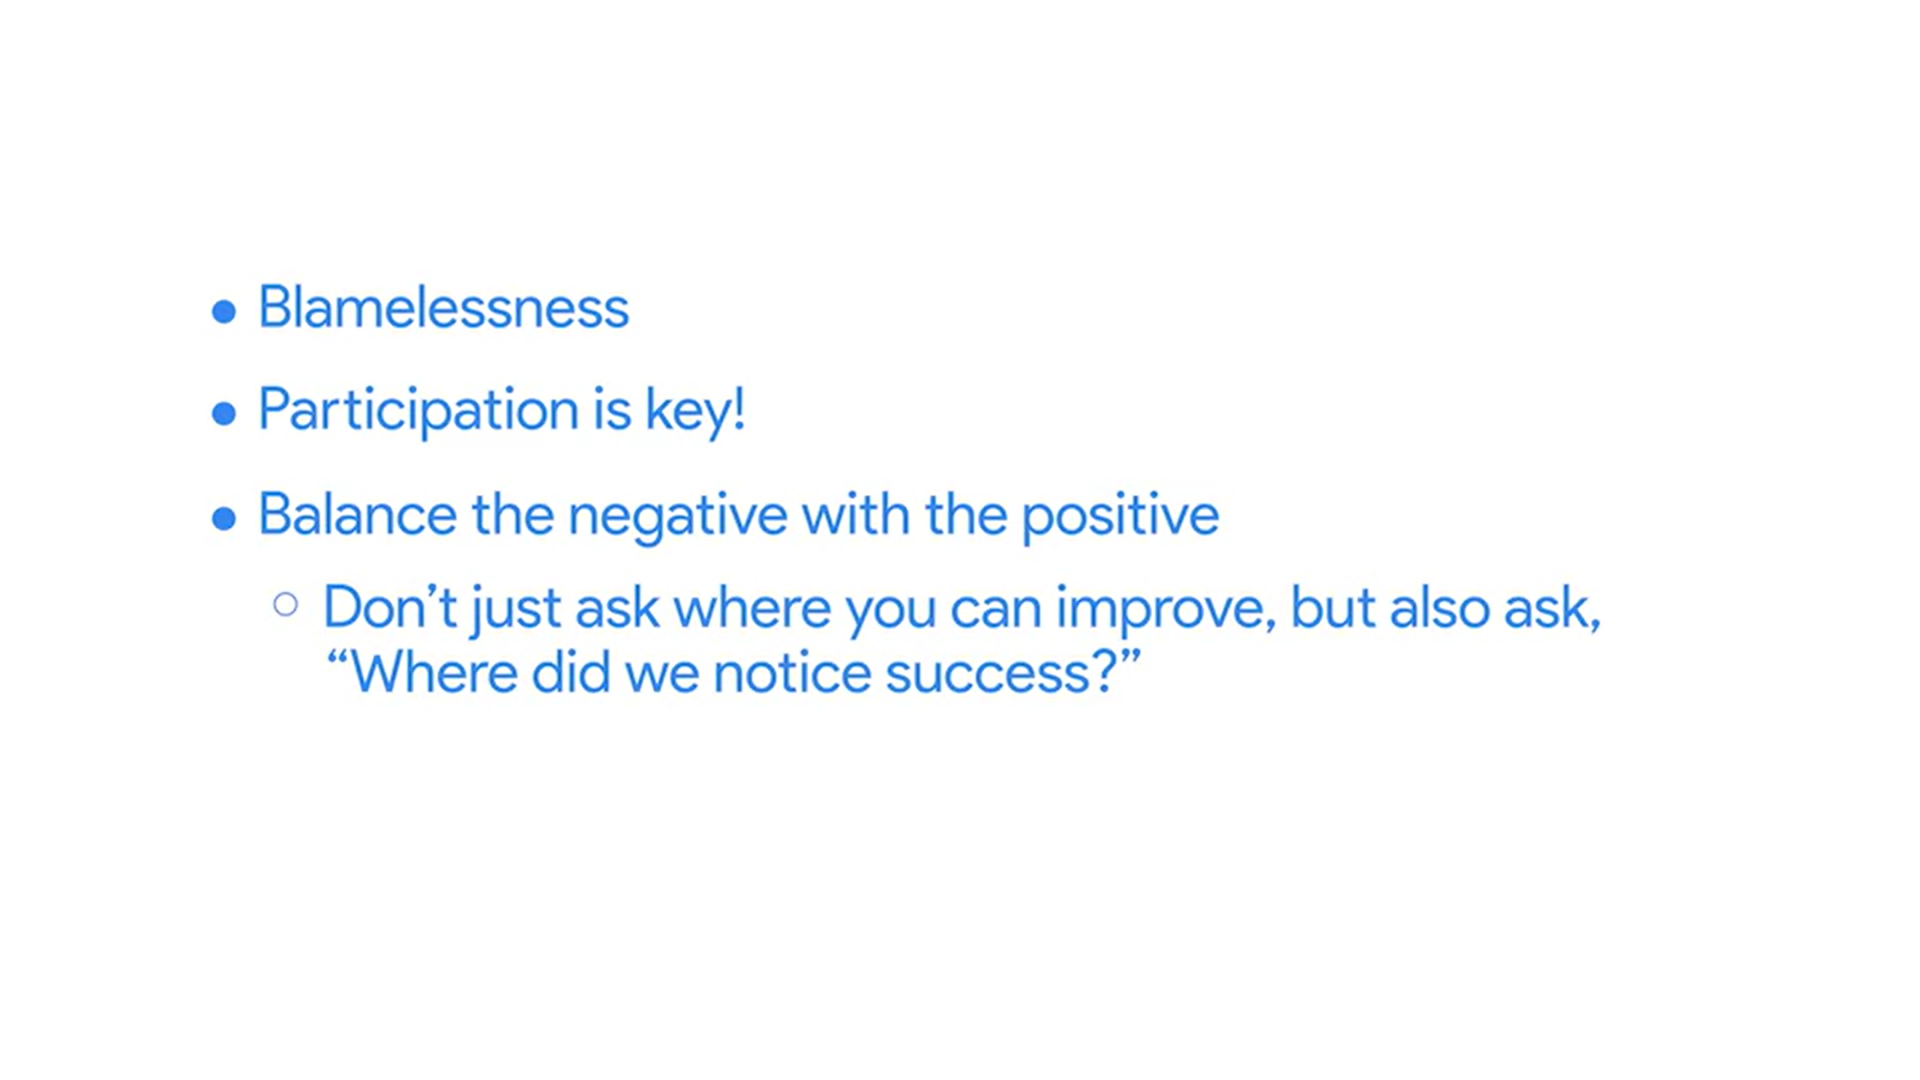 ● Blamelessness
● Participation is key!
● Balance the negative with the positive
○ Don’t just ask where you can improve, but also ask,
“Where did we notice success?”